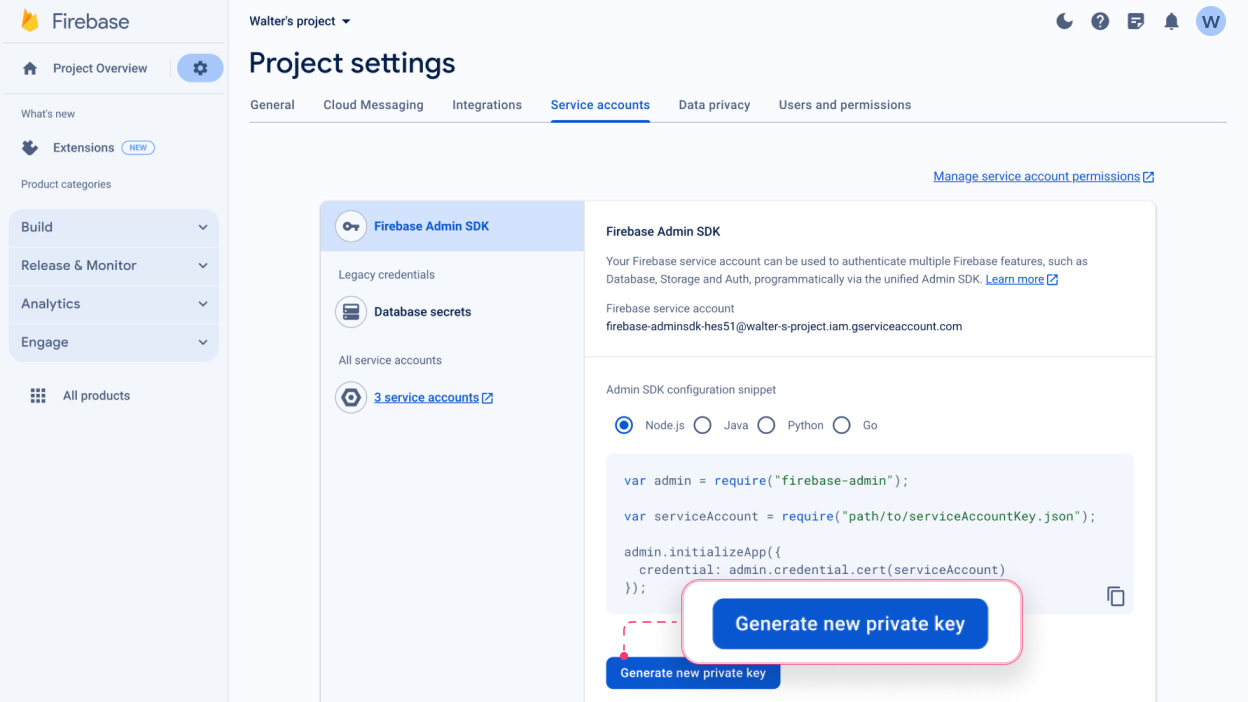 Firebase
Walter's project
W
Project Overview
Project settings
General Cloud Messaging Integrations Service accounts Data privacy Users and permissions
What's new
Extensions NEW
Product categories
Build
Release & Monitor
Analytics
Engage
All products
Manage service account permissions
Firebase Admin SDK
Legacy credentials
Database secrets
All service accounts
3 service accounts
Firebase Admin SDK
Your Firebase service account can be used to authenticate multiple Firebase features, such as
Database, Storage and Auth, programmatically via the unified Admin SDK. Learn more
Firebase service account
firebase-adminsdk-hes51@walter-s-project.iam.gserviceaccount.com
Admin SDK configuration snippet
Node.js Java Python Go
var admin = require("firebase-admin");
var serviceAccount = require("path/to/serviceAccountKey.json");
admin.initializeApp({
  credential: admin.credential.cert(serviceAccount)
});
Generate new private key
Generate new private key